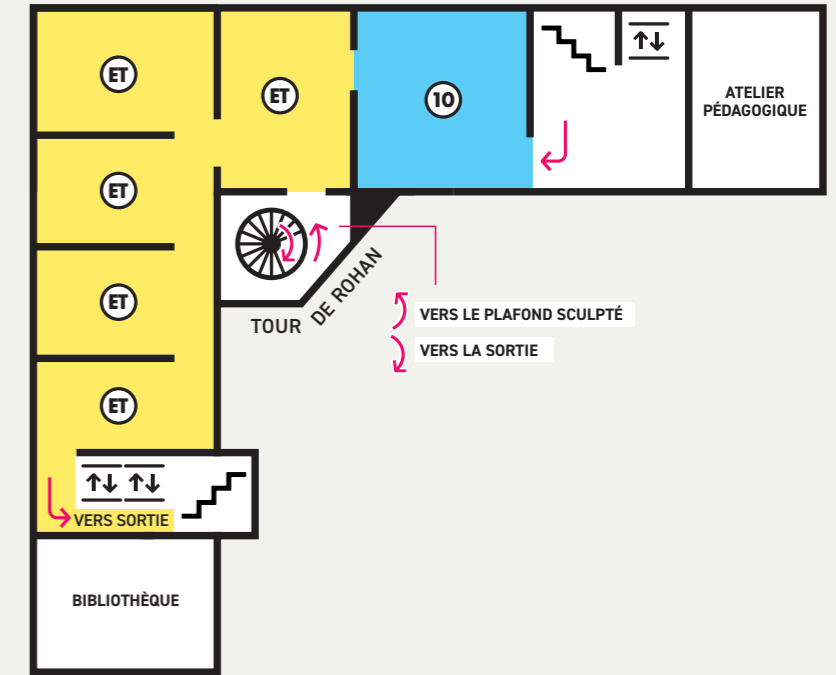 ET
ET
10
ATELIER
PÉDAGOGIQUE
ET
ET
TOUR DE ROHAN
VERS LE PLAFOND SCULPTÉ
VERS LA SORTIE
ET
VERS SORTIE
BIBLIOTHÈQUE